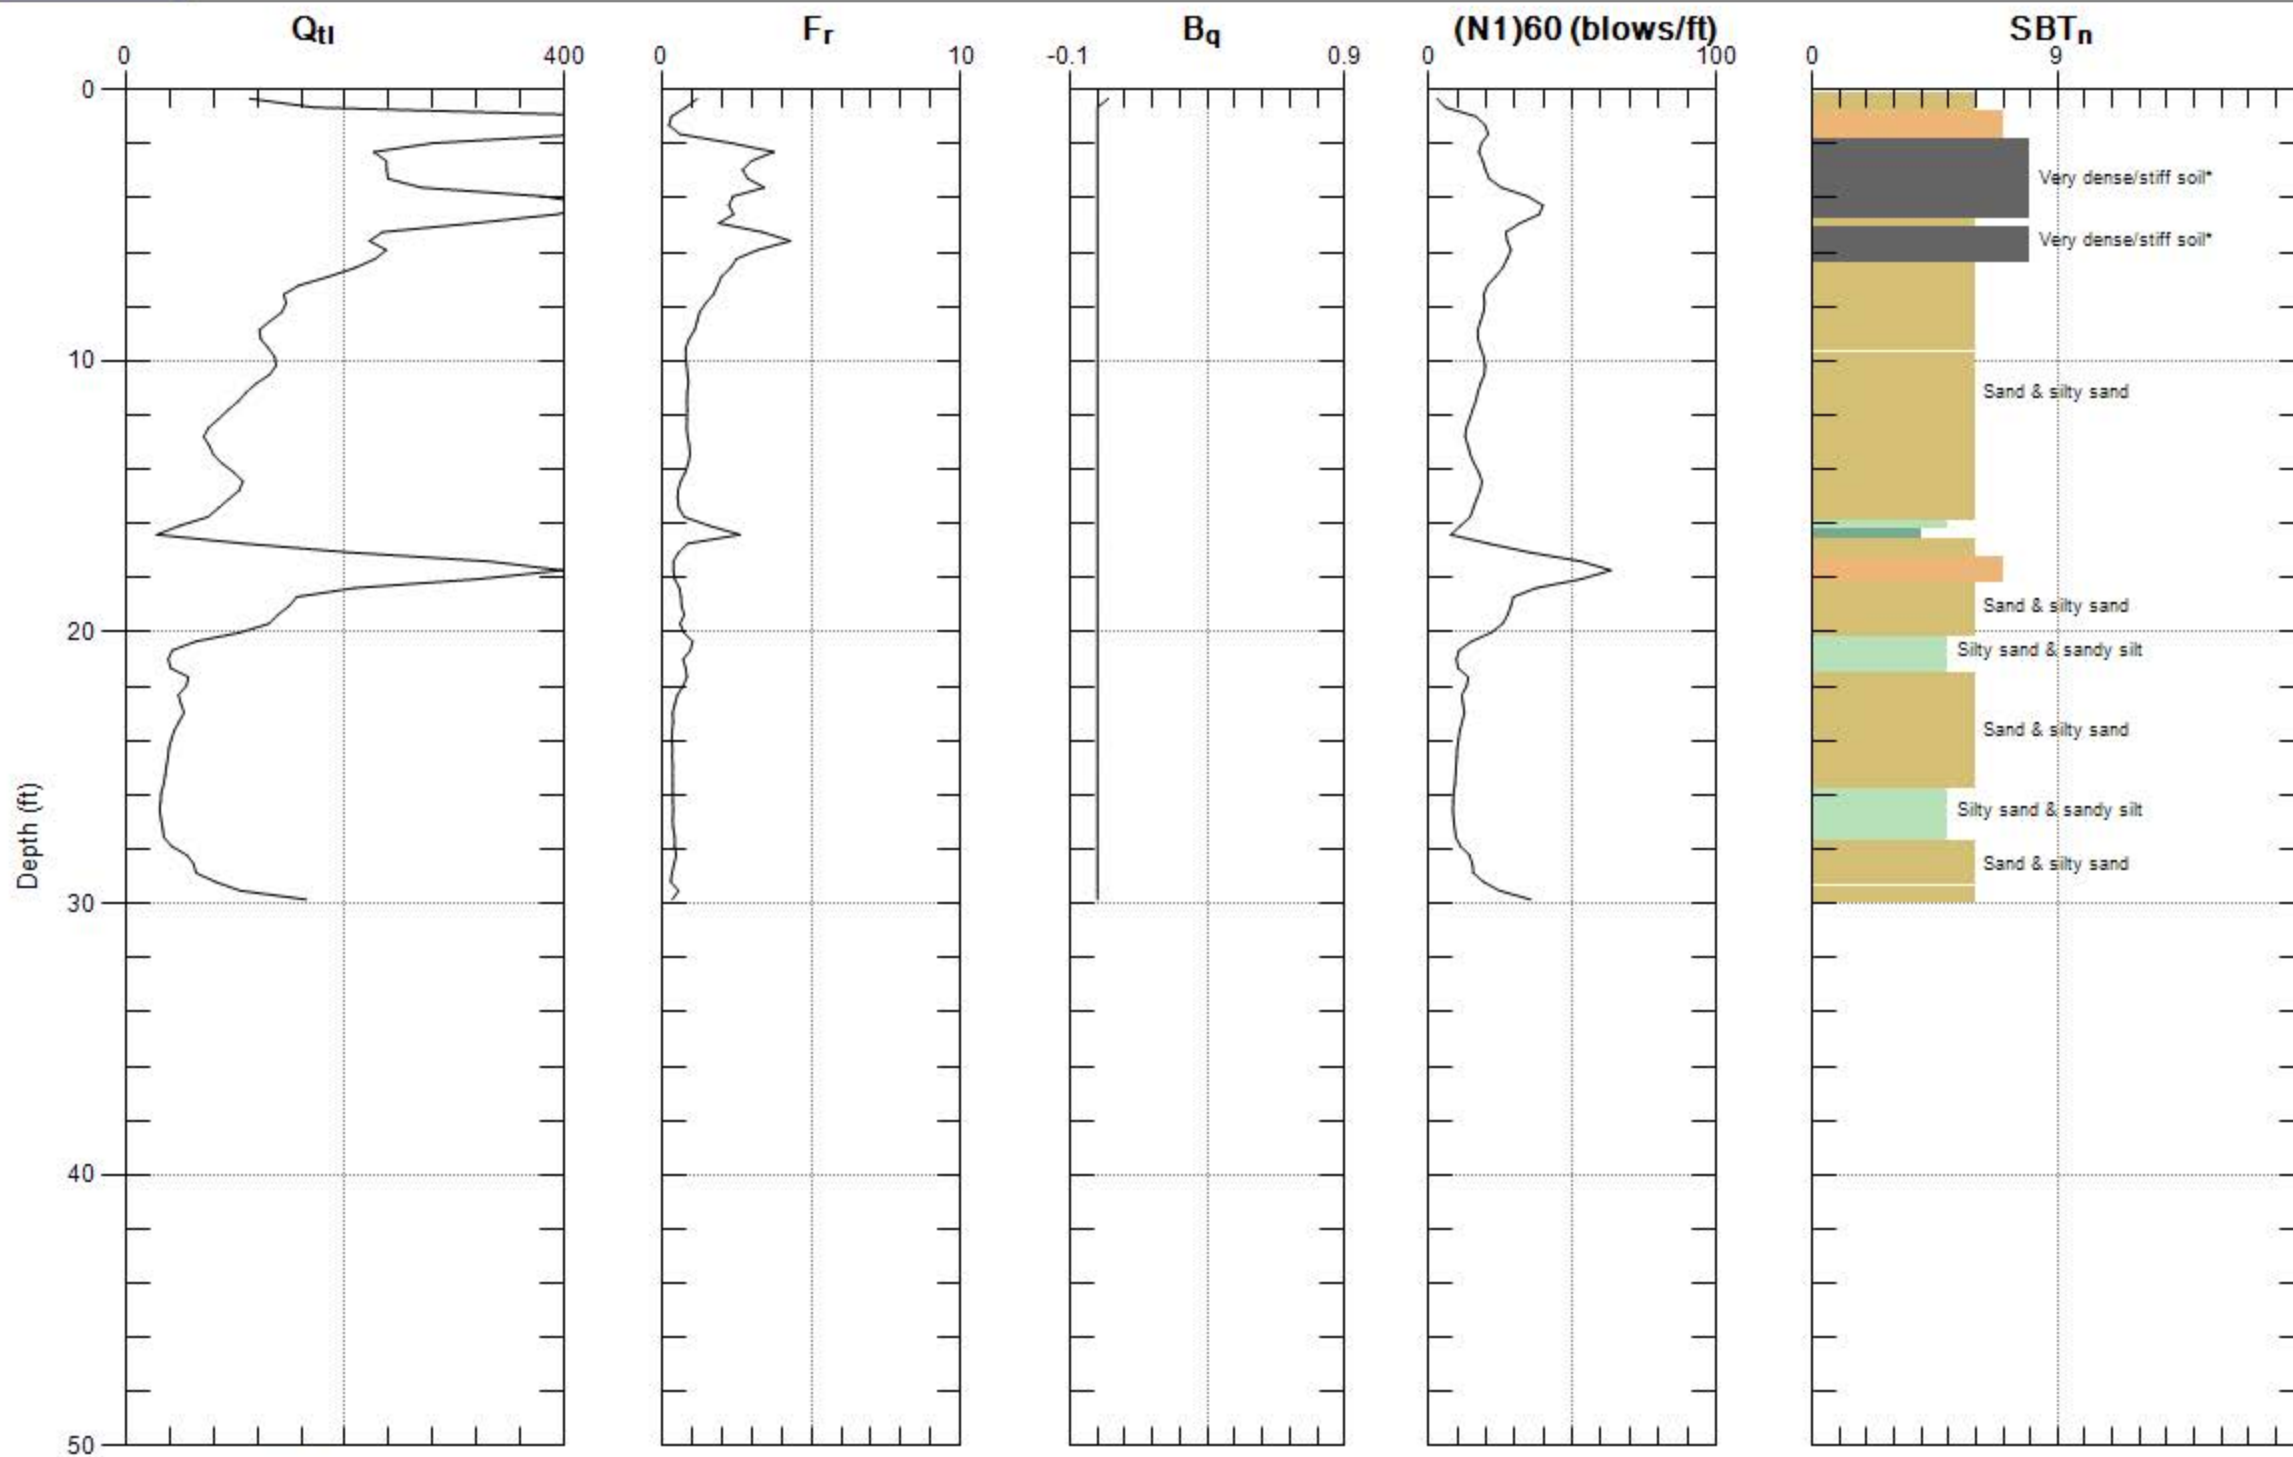 Qtl Fr Bq (N1)60 (blows/ft) SBTn
0 400 0 10 -0.1 0.9 0 100 0 9
0
Very dense/stiff soil*
Very dense/stiff soil*
10
Sand & silty sand
Sand & silty sand
20
Silty sand & sandy silt
Sand & silty sand
Silty sand & sandy silt
Depth (ft)
Sand & silty sand
30
40
50